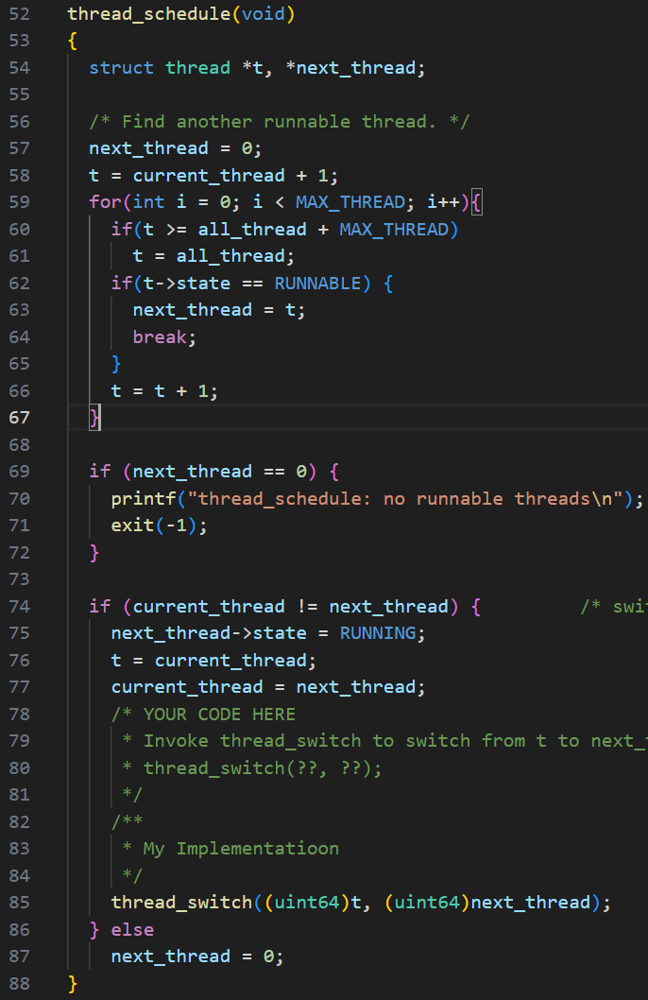 52 thread_schedule(void)
53 {
54   struct thread *t, *next_thread;
55
56   /* Find another runnable thread. */
57   next_thread = 0;
58   t = current_thread + 1;
59   for(int i = 0; i < MAX_THREAD; i++){
60     if(t >= all_thread + MAX_THREAD)
61       t = all_thread;
62     if(t->state == RUNNABLE) {
63       next_thread = t;
64       break;
65     }
66     t = t + 1;
67   }
68
69   if (next_thread == 0) {
70     printf("thread_schedule: no runnable threads\n");
71     exit(-1);
72   }
73
74   if (current_thread != next_thread) {         /* swi
75     next_thread->state = RUNNING;
76     t = current_thread;
77     current_thread = next_thread;
78     /* YOUR CODE HERE
79      * Invoke thread_switch to switch from t to next_
80      * thread_switch(??, ??);
81      */
82     /**
83      * My Implementatioon
84      */
85     thread_switch((uint64)t, (uint64)next_thread);
86   } else
87     next_thread = 0;
88 }